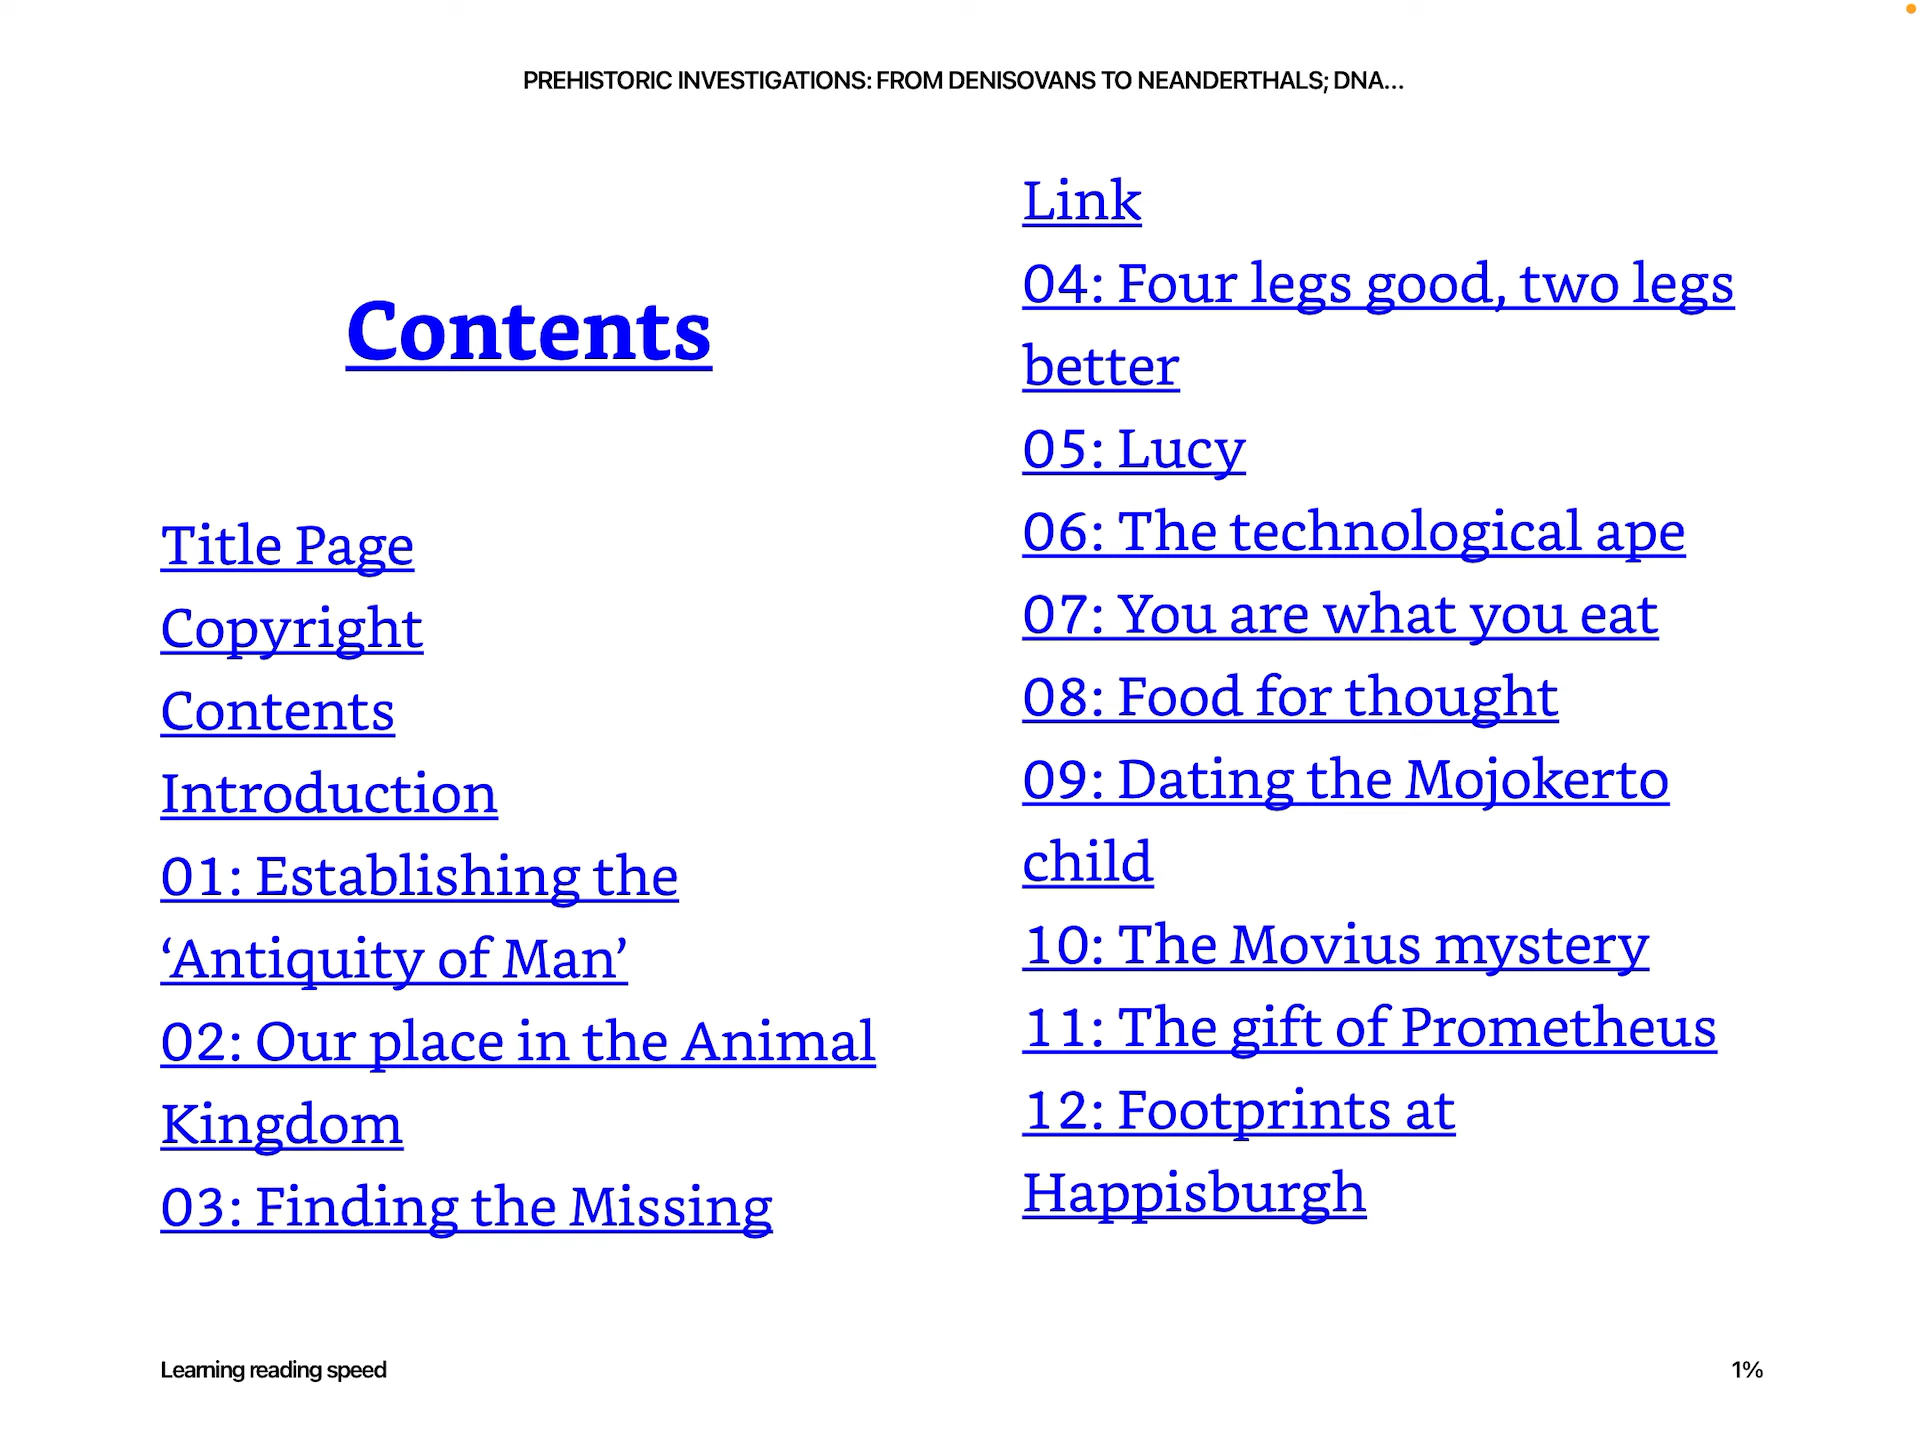 PREHISTORIC INVESTIGATIONS: FROM DENISOVANS TO NEANDERTHALS; DNA…
Contents
Title Page
Copyright
Contents
Introduction
01: Establishing the
‘Antiquity of Man’
02: Our place in the Animal
Kingdom
03: Finding the Missing
Link
04: Four legs good, two legs
better
05: Lucy
06: The technological ape
07: You are what you eat
08: Food for thought
09: Dating the Mojokerto
child
10: The Movius mystery
11: The gift of Prometheus
12: Footprints at
Happisburgh
Learning reading speed
1%